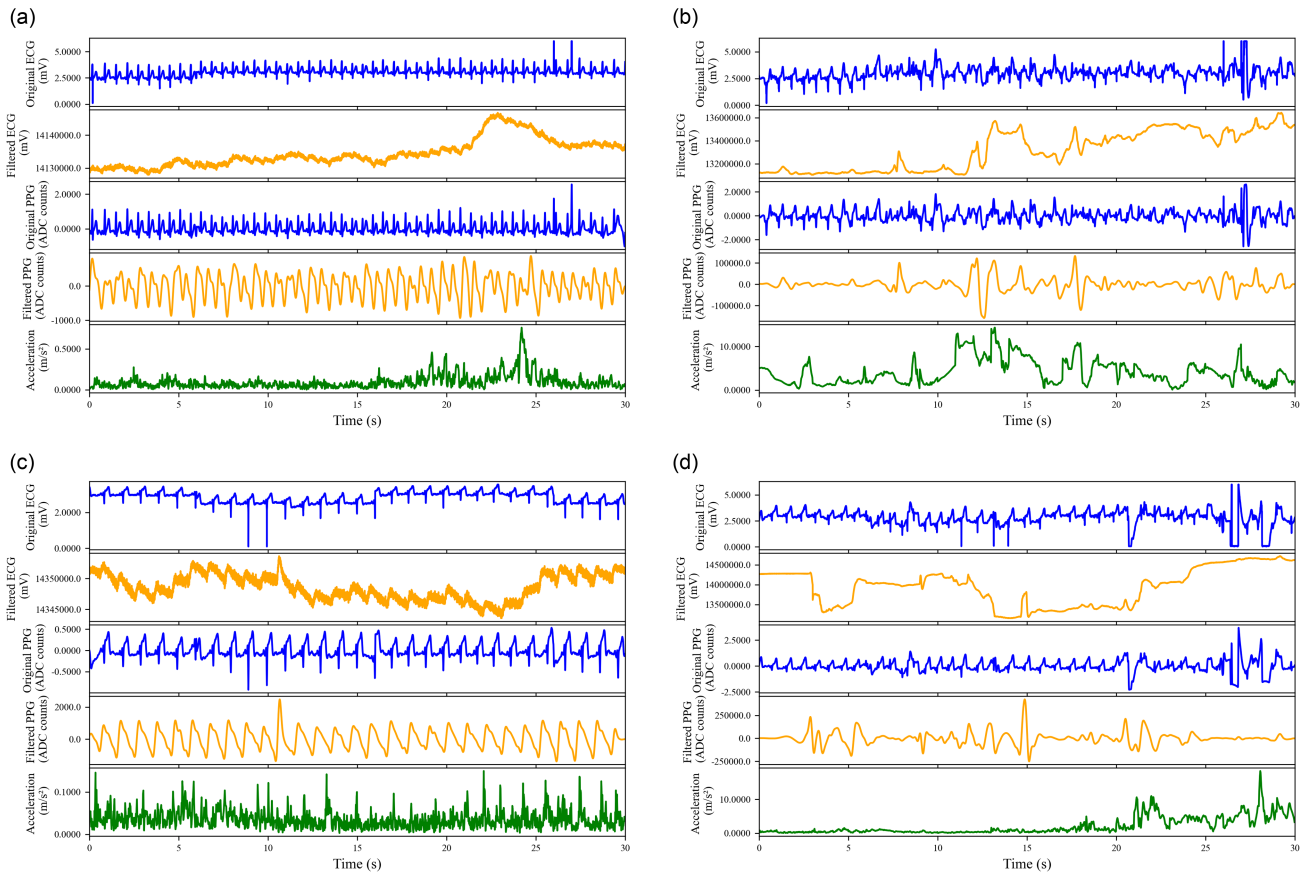 (a)
Original ECG
(mV)
5.0000
2.5000
0.0000
Filtered ECG
(mV)
14140000.0
14130000.0
Original PPG
(ADC counts)
2.0000
0.0000
Filtered PPG
(ADC counts)
0.0
-1000.0
Acceleration
(m/s²)
0.5000
0.0000
0 5 10 15 20 25 30
Time (s)
(b)
Original ECG
(mV)
5.0000
2.5000
0.0000
Filtered ECG
(mV)
13600000.0
13200000.0
Original PPG
(ADC counts)
2.0000
0.0000
-2.0000
Filtered PPG
(ADC counts)
100000.0
0.0
-100000.0
Acceleration
(m/s²)
10.0000
0.0000
0 5 10 15 20 25 30
Time (s)
(c)
Original ECG
(mV)
2.0000
0.0000
Filtered ECG
(mV)
14350000.0
14345000.0
Original PPG
(ADC counts)
0.5000
0.0000
-0.5000
Filtered PPG
(ADC counts)
2000.0
0.0
Acceleration
(m/s²)
0.1000
0.0000
0 5 10 15 20 25 30
Time (s)
(d)
Original ECG
(mV)
5.0000
2.5000
0.0000
Filtered ECG
(mV)
14500000.0
14000000.0
13500000.0
Original PPG
(ADC counts)
2.5000
0.0000
-2.5000
Filtered PPG
(ADC counts)
250000.0
0.0
-250000.0
Acceleration
(m/s²)
10.0000
0.0000
0 5 10 15 20 25 30
Time (s)